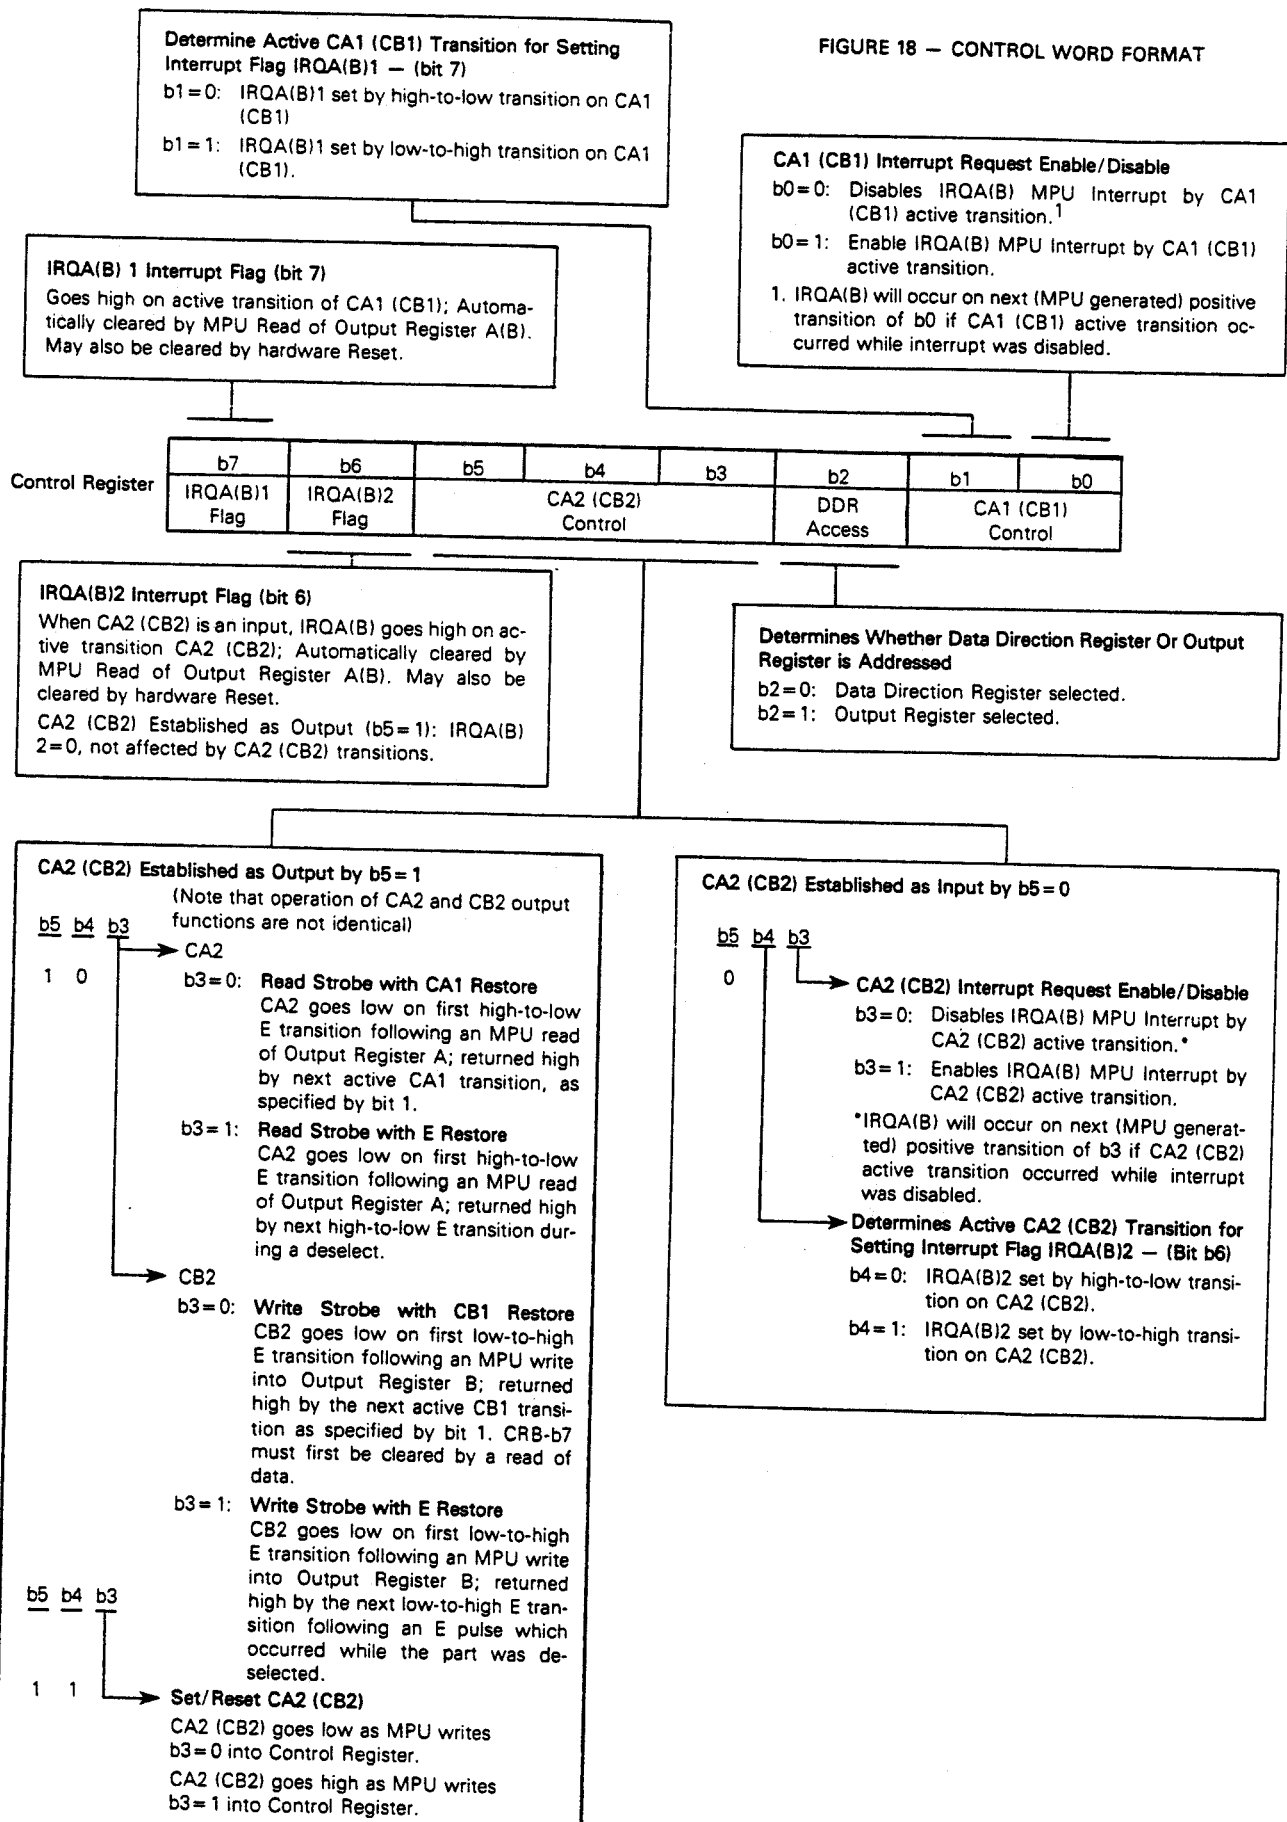 FIGURE 18 — CONTROL WORD FORMAT
Determine Active CA1 (CB1) Transition for Setting
Interrupt Flag IRQA(B)1 — (bit 7)
b1=0: IRQA(B)1 set by high-to-low transition on CA1
(CB1)
b1=1: IRQA(B)1 set by low-to-high transition on CA1
(CB1).
CA1 (CB1) Interrupt Request Enable/Disable
b0=0: Disables IRQA(B) MPU Interrupt by CA1
(CB1) active transition.1
b0=1: Enable IRQA(B) MPU Interrupt by CA1 (CB1)
active transition.
1. IRQA(B) will occur on next (MPU generated) positive
transition of b0 if CA1 (CB1) active transition oc-
curred while interrupt was disabled.
IRQA(B) 1 Interrupt Flag (bit 7)
Goes high on active transition of CA1 (CB1); Automa-
tically cleared by MPU Read of Output Register A(B).
May also be cleared by hardware Reset.
b7 b6 b5 b4 b3 b2 b1 b0
Control Register
IRQA(B)1 IRQA(B)2 CA2 (CB2) DDR CA1 (CB1)
Flag Flag Control Access Control
IRQA(B)2 Interrupt Flag (bit 6)
When CA2 (CB2) is an input, IRQA(B) goes high on ac-
tive transition CA2 (CB2); Automatically cleared by
MPU Read of Output Register A(B). May also be
cleared by hardware Reset.
CA2 (CB2) Established as Output (b5=1): IRQA(B)
2=0, not affected by CA2 (CB2) transitions.
Determines Whether Data Direction Register Or Output
Register is Addressed
b2=0: Data Direction Register selected.
b2=1: Output Register selected.
CA2 (CB2) Established as Output by b5=1
(Note that operation of CA2 and CB2 output
functions are not identical)
b5 b4 b3
CA2
1 0
b3=0: Read Strobe with CA1 Restore
CA2 goes low on first high-to-low
E transition following an MPU read
of Output Register A; returned high
by next active CA1 transition, as
specified by bit 1.
b3=1: Read Strobe with E Restore
CA2 goes low on first high-to-low
E transition following an MPU read
of Output Register A; returned high
by next high-to-low E transition dur-
ing a deselect.
CB2
b3=0: Write Strobe with CB1 Restore
CB2 goes low on first low-to-high
E transition following an MPU write
into Output Register B; returned
high by the next active CB1 transi-
tion as specified by bit 1. CRB-b7
must first be cleared by a read of
data.
b3=1: Write Strobe with E Restore
CB2 goes low on first low-to-high
E transition following an MPU write
into Output Register B; returned
high by the next low-to-high E tran-
sition following an E pulse which
occurred while the part was de-
selected.
b5 b4 b3
1 1
Set/Reset CA2 (CB2)
CA2 (CB2) goes low as MPU writes
b3=0 into Control Register.
CA2 (CB2) goes high as MPU writes
b3=1 into Control Register.
CA2 (CB2) Established as Input by b5=0
b5 b4 b3
0
CA2 (CB2) Interrupt Request Enable/Disable
b3=0: Disables IRQA(B) MPU Interrupt by
CA2 (CB2) active transition.*
b3=1: Enables IRQA(B) MPU Interrupt by
CA2 (CB2) active transition.
*IRQA(B) will occur on next (MPU generat-
ted) positive transition of b3 if CA2 (CB2)
active transition occurred while interrupt
was disabled.
Determines Active CA2 (CB2) Transition for
Setting Interrupt Flag IRQA(B)2 — (Bit b6)
b4=0: IRQA(B)2 set by high-to-low transi-
tion on CA2 (CB2).
b4=1: IRQA(B)2 set by low-to-high transi-
tion on CA2 (CB2).